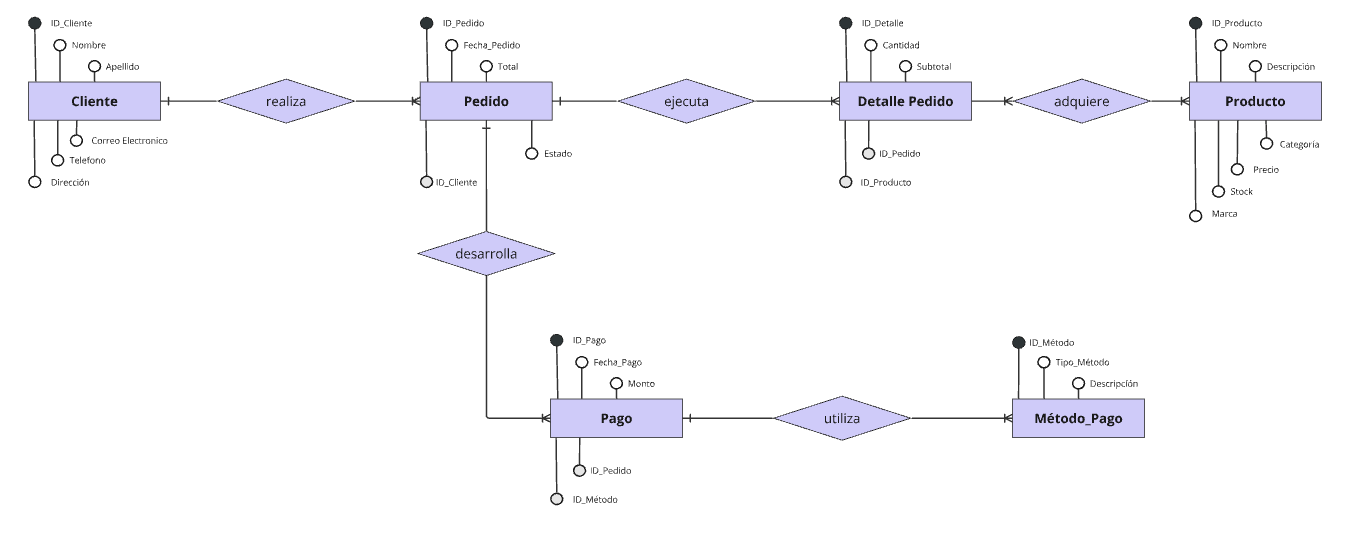 ID_Cliente
Nombre
Apellido
Cliente
Correo Electronico
Telefono
Dirección
realiza
ID_Pedido
Fecha_Pedido
Total
Pedido
Estado
ID_Cliente
ejecuta
ID_Detalle
Cantidad
Subtotal
Detalle Pedido
ID_Pedido
ID_Producto
adquiere
ID_Producto
Nombre
Descripción
Producto
Categoría
Precio
Stock
Marca
desarrolla
ID_Pago
Fecha_Pago
Monto
Pago
ID_Pedido
ID_Método
utiliza
ID_Método
Tipo_Método
Descripción
Método_Pago